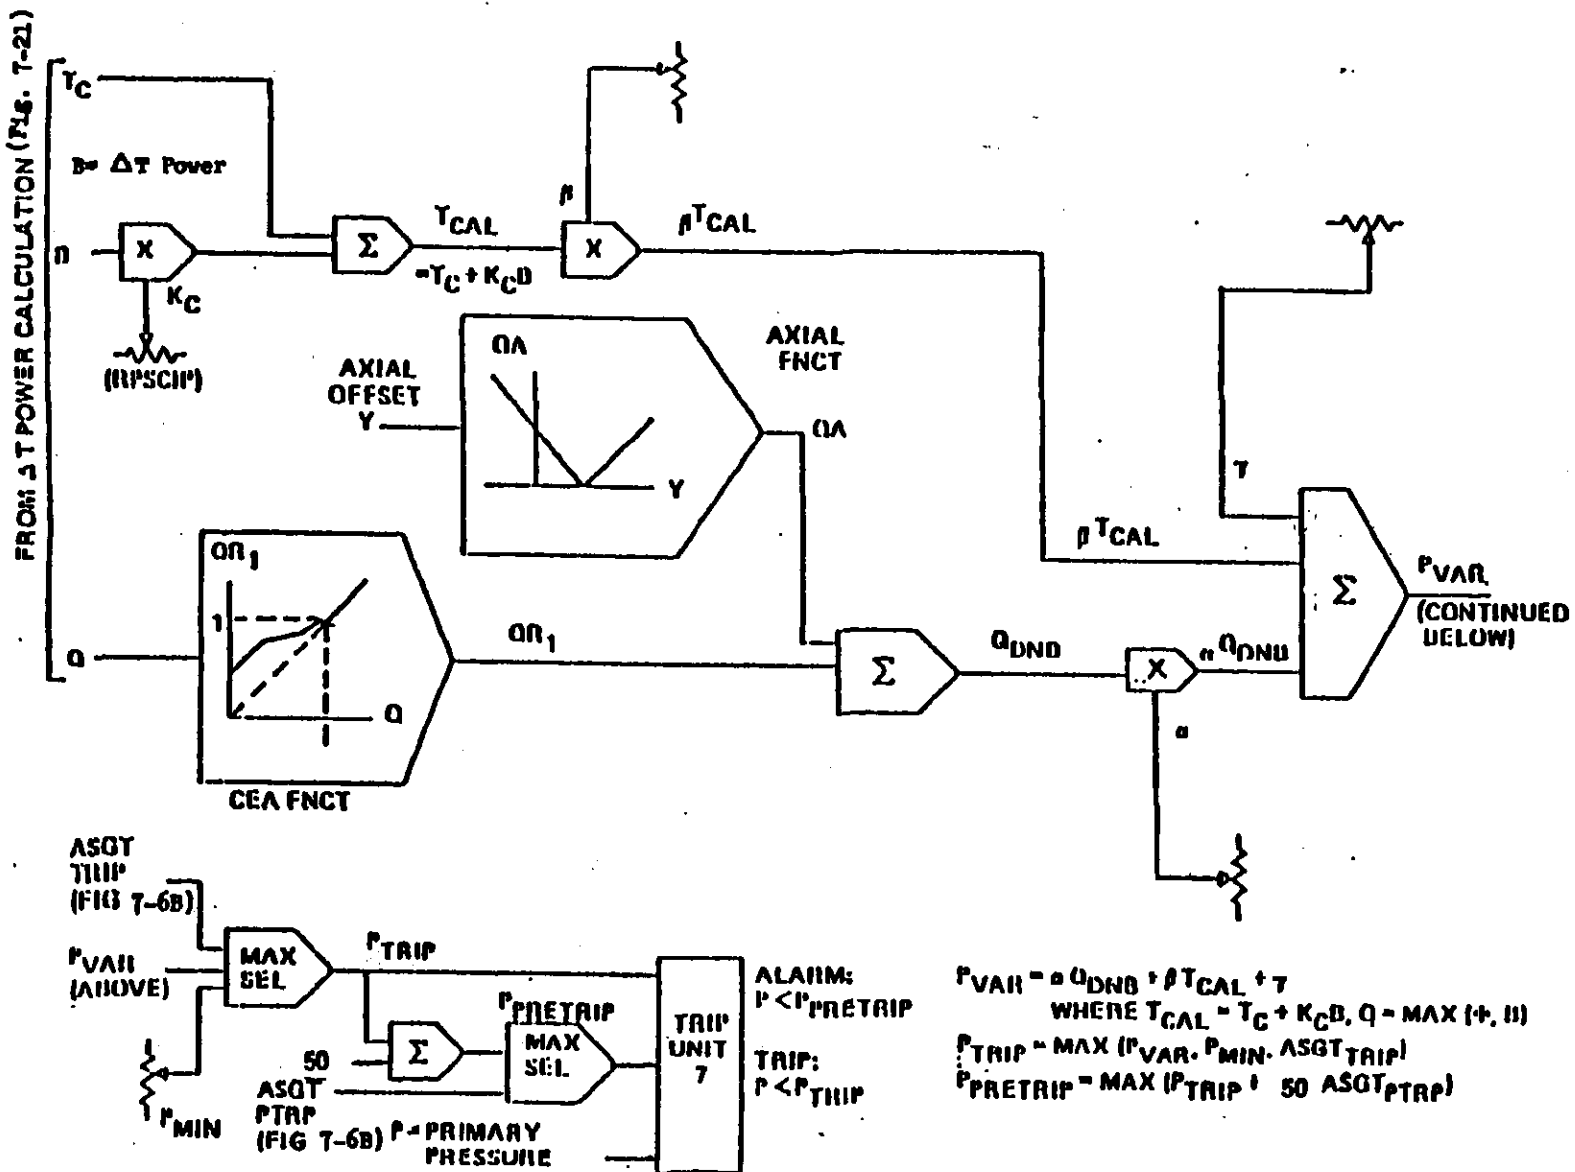 FROM ΔT POWER CALCULATION (Fig. 7-21)
T_C
B= ΔT Power
B
X
K_C
(RPSCIP)
Σ
T_CAL
=T_C + K_C B
β
X
βT_CAL
AXIAL
OFFSET
Y
QA
Y
AXIAL
FNCT
QA
Q
QR_1
1
Q
CEA FNCT
QR_1
Σ
Q_DNB
X
α Q_DNB
α
γ
β T_CAL
Σ
P_VAR
(CONTINUED
BELOW)
ASGT
TRIP
(FIG 7-6B)
P_VAR
(ABOVE)
P_MIN
MAX
SEL
P_TRIP
Σ
50
P_PRETRIP
MAX
SEL
ASGT
PTRP
(FIG 7-6B)
P = PRIMARY
PRESSURE
TRIP
UNIT
7
ALARM:
P < P_PRETRIP
TRIP:
P < P_TRIP
P_VAR = α Q_DNB + β T_CAL + γ
WHERE T_CAL = T_C + K_C B, Q = MAX (Φ, B)
P_TRIP = MAX (P_VAR, P_MIN, ASGT_TRIP)
P_PRETRIP = MAX (P_TRIP + 50 ASGT_PTRP)